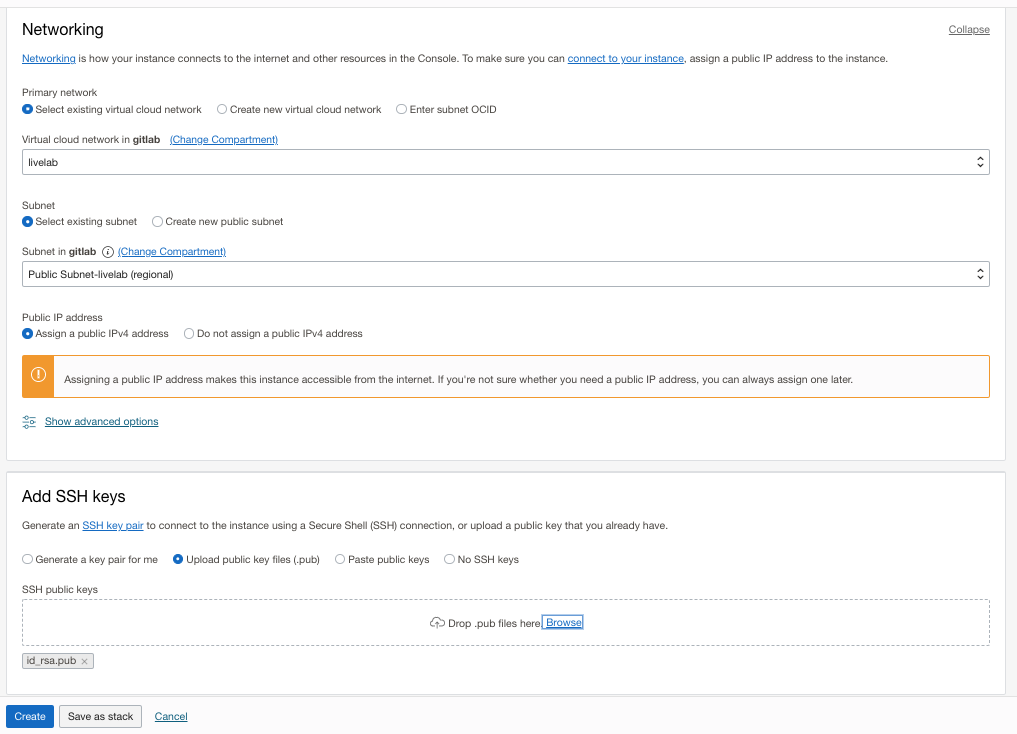 Networking
Collapse
Networking is how your instance connects to the internet and other resources in the Console. To make sure you can connect to your instance, assign a public IP address to the instance.
Primary network
Select existing virtual cloud network Create new virtual cloud network Enter subnet OCID
Virtual cloud network in gitlab (Change Compartment)
livelab
Subnet
Select existing subnet Create new public subnet
Subnet in gitlab i (Change Compartment)
Public Subnet-livelab (regional)
Public IP address
Assign a public IPv4 address Do not assign a public IPv4 address
Assigning a public IP address makes this instance accessible from the internet. If you're not sure whether you need a public IP address, you can always assign one later.
Show advanced options
Add SSH keys
Generate an SSH key pair to connect to the instance using a Secure Shell (SSH) connection, or upload a public key that you already have.
Generate a key pair for me Upload public key files (.pub) Paste public keys No SSH keys
SSH public keys
Drop .pub files here. Browse
id_rsa.pub ×
Create Save as stack Cancel